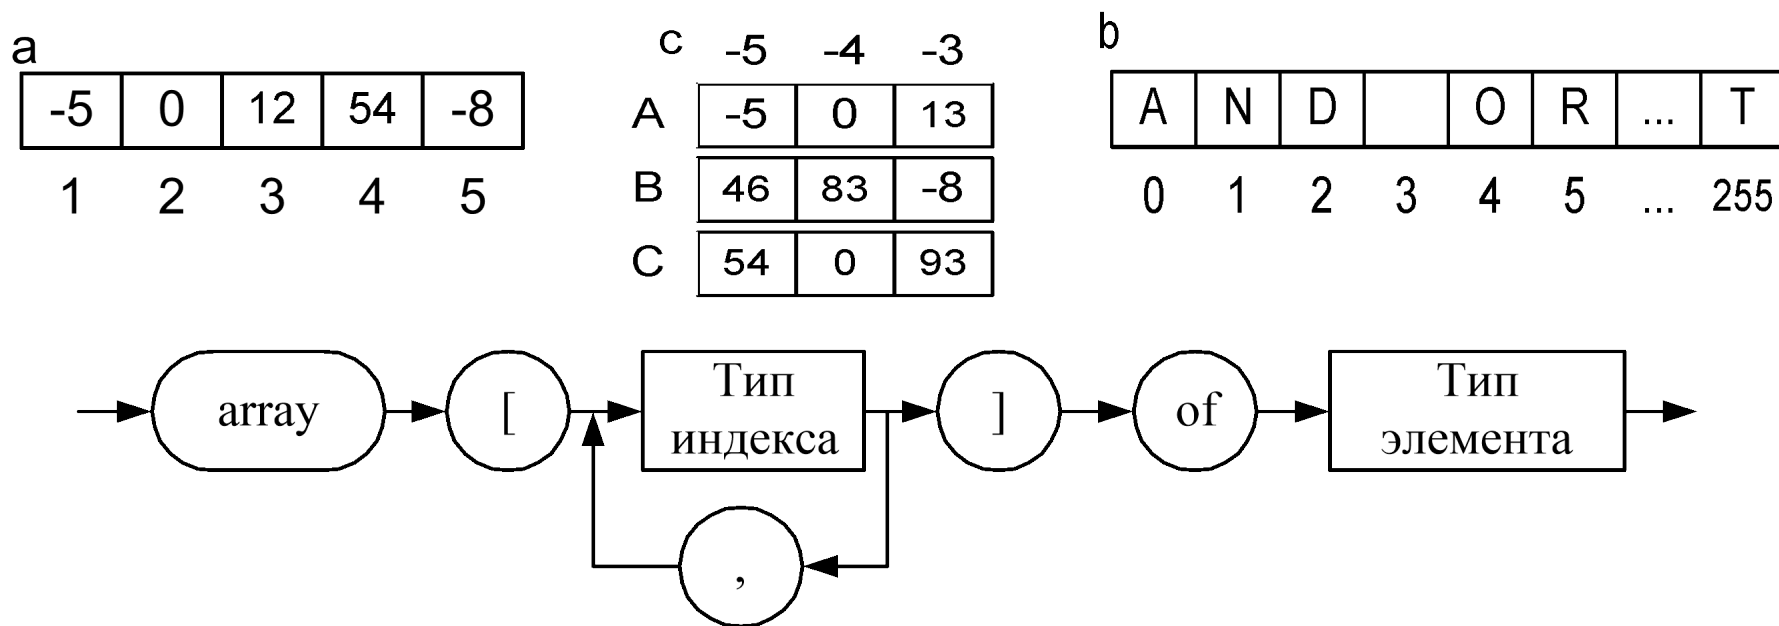 a
-5 0 12 54 -8
1 2 3 4 5
c -5 -4 -3
A -5 0 13
B 46 83 -8
C 54 0 93
b
A N D O R ... T
0 1 2 3 4 5 ... 255
array [ Тип индекса ] of Тип элемента
,